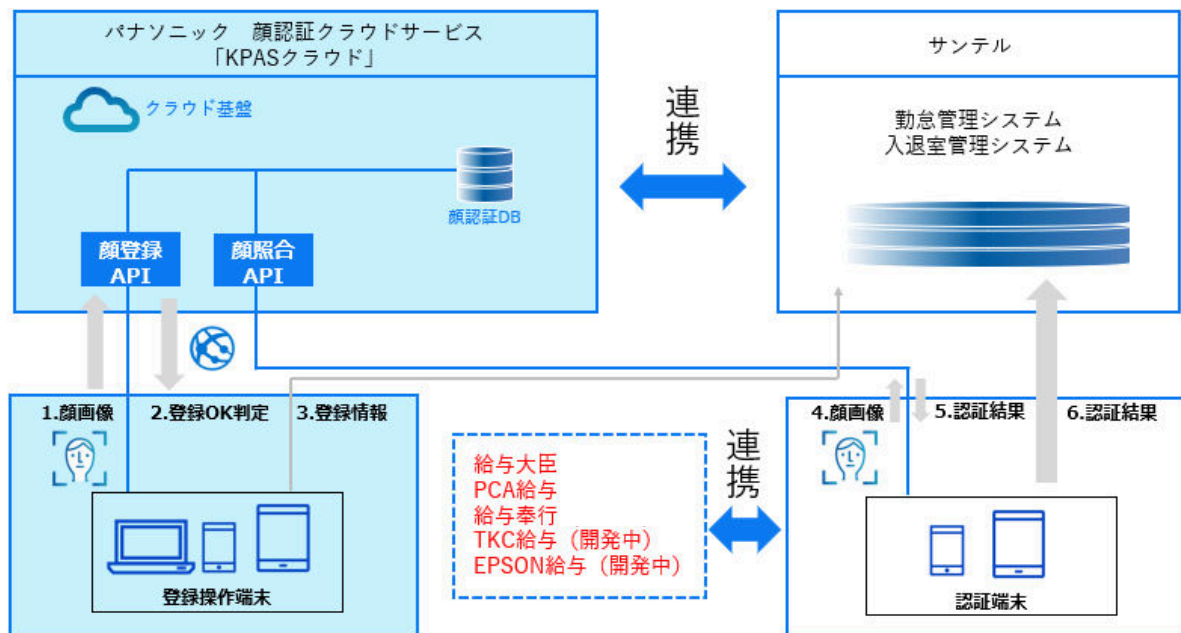 パナソニック　顔認証クラウドサービス
「KPASクラウド」
クラウド基盤
顔認証DB
顔登録
API
顔照合
API
連
携
サンテル
勤怠管理システム
入退室管理システム
1.顔画像
2.登録OK判定
3.登録情報
登録操作端末
給与大臣
PCA給与
給与奉行
TKC給与（開発中）
EPSON給与（開発中）
連
携
4.顔画像
5.認証結果
6.認証結果
認証端末